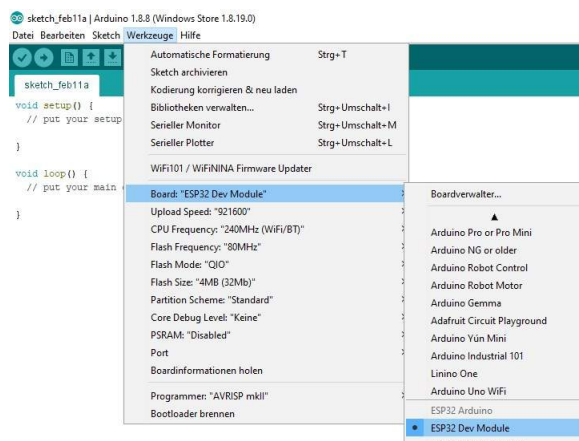 sketch_feb11a | Arduino 1.8.8 (Windows Store 1.8.19.0)
Datei Bearbeiten Sketch Werkzeuge Hilfe
sketch_feb11a
void setup() {
// put your setup
}
void loop() {
// put your main
}
Automatische Formatierung Strg+T
Sketch archivieren
Kodierung korrigieren & neu laden
Bibliotheken verwalten... Strg+Umschalt+I
Serieller Monitor Strg+Umschalt+M
Serieller Plotter Strg+Umschalt+L
WiFi101 / WiFiNINA Firmware Updater
Board: "ESP32 Dev Module"
Upload Speed: "921600"
CPU Frequency: "240MHz (WiFi/BT)"
Flash Frequency: "80MHz"
Flash Mode: "QIO"
Flash Size: "4MB (32Mb)"
Partition Scheme: "Standard"
Core Debug Level: "Keine"
PSRAM: "Disabled"
Port
Boardinformationen holen
Programmer: "AVRISP mkII"
Bootloader brennen
Boardverwalter...
Arduino Pro or Pro Mini
Arduino NG or older
Arduino Robot Control
Arduino Robot Motor
Arduino Gemma
Adafruit Circuit Playground
Arduino Yún Mini
Arduino Industrial 101
Linino One
Arduino Uno WiFi
ESP32 Arduino
ESP32 Dev Module